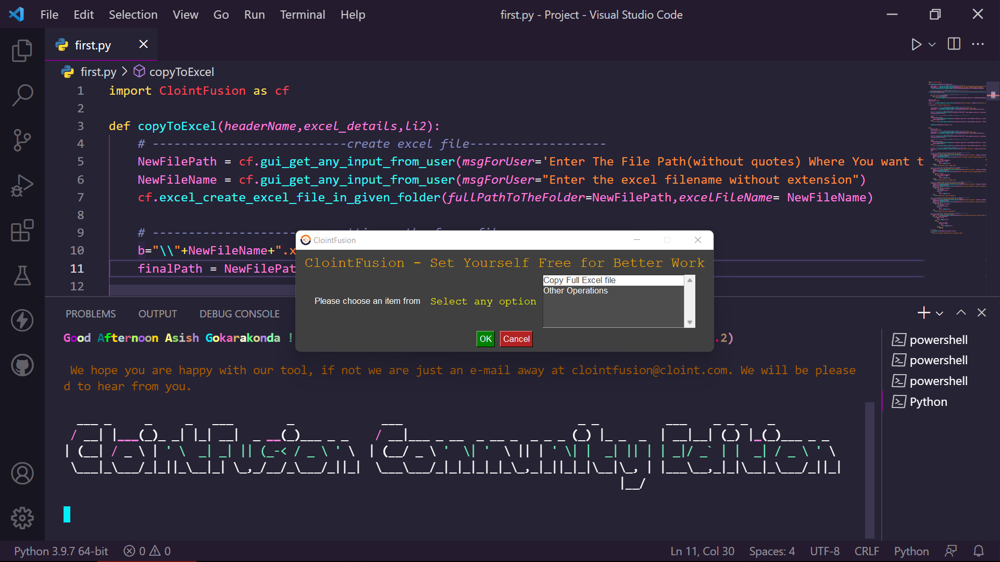 File Edit Selection View Go Run Terminal Help
first.py - Project - Visual Studio Code
first.py
first.py > copyToExcel
1 import ClointFusion as cf
2
3 def copyToExcel(headerName,excel_details,li2):
4 # ---------------------------create excel file-------------------
5 NewFilePath = cf.gui_get_any_input_from_user(msgForUser='Enter The File Path(without quotes) Where You want t
6 NewFileName = cf.gui_get_any_input_from_user(msgForUser="Enter the excel filename without extension")
7 cf.excel_create_excel_file_in_given_folder(fullPathToTheFolder=NewFilePath,excelFileName= NewFileName)
8
9 # --------------------
10 b="\\"+NewFileName+".x
11 finalPath = NewFilePat
12
ClointFusion
ClointFusion - Set Yourself Free for Better Work
Please choose an item from Select any option
Copy Full Excel file
Other Operations
OK Cancel
PROBLEMS OUTPUT DEBUG CONSOLE
Good Afternoon Asish Gokarakonda !
.2)
We hope you are happy with our tool, if not we are just an e-mail away at clointfusion@cloint.com. We will be please
d to hear from you.
ClointFusion Community Edition
powershell
powershell
powershell
Python
Python 3.9.7 64-bit 0 0
Ln 11, Col 30 Spaces: 4 UTF-8 CRLF Python